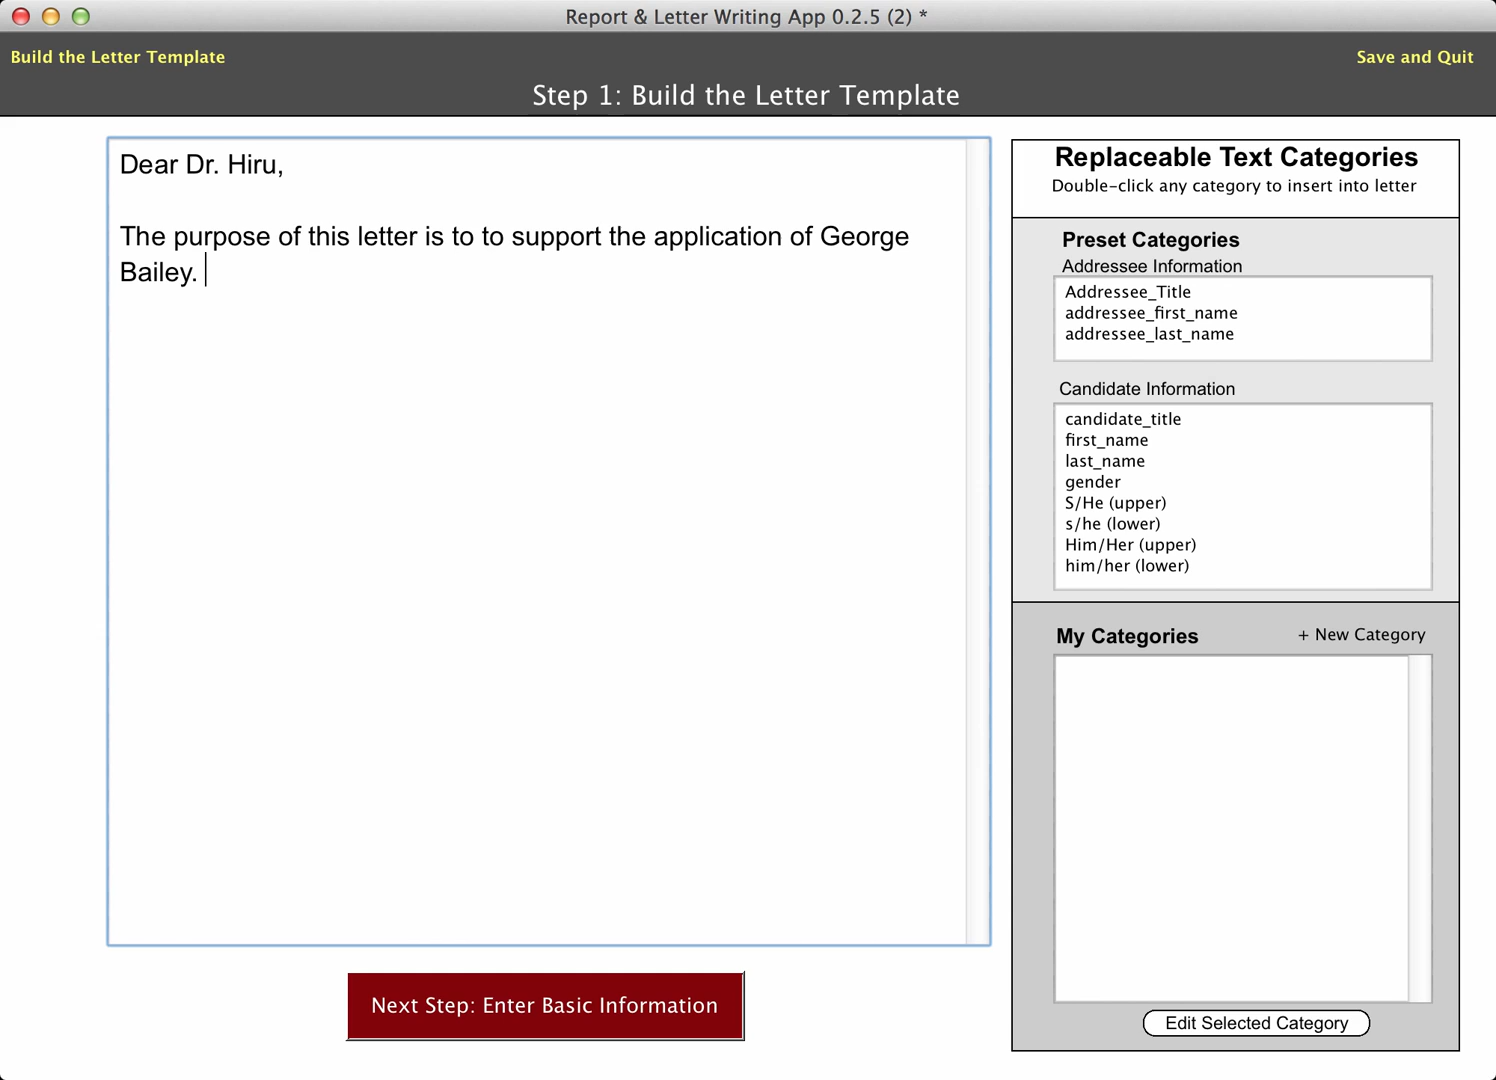 Report & Letter Writing App 0.2.5 (2) *
Build the Letter Template
Save and Quit
Step 1: Build the Letter Template
Dear Dr. Hiru,
The purpose of this letter is to to support the application of George
Bailey.
Next Step: Enter Basic Information
Replaceable Text Categories
Double-click any category to insert into letter
Preset Categories
Addressee Information
Addressee_Title
addressee_first_name
addressee_last_name
Candidate Information
candidate_title
first_name
last_name
gender
S/He (upper)
s/he (lower)
Him/Her (upper)
him/her (lower)
My Categories
+ New Category
Edit Selected Category